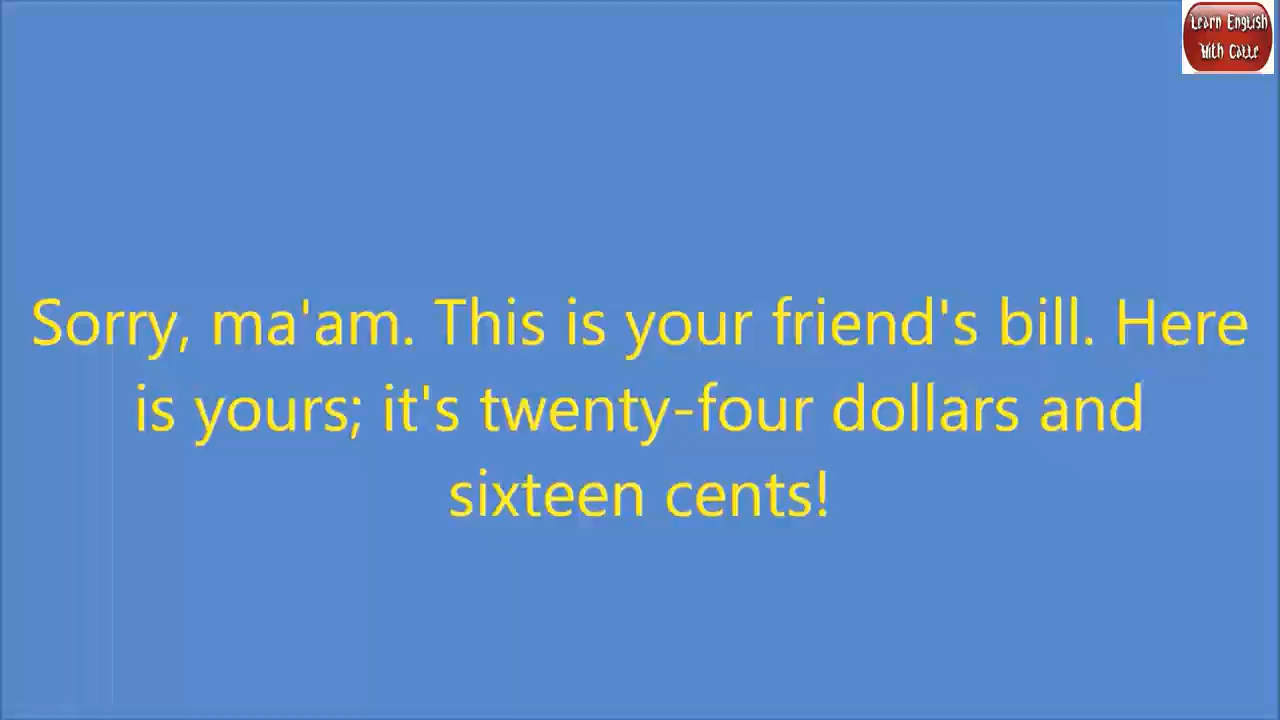 Learn English
With
Sorry, ma'am. This is your friend's bill. Here
is yours; it's twenty-four dollars and
sixteen cents!